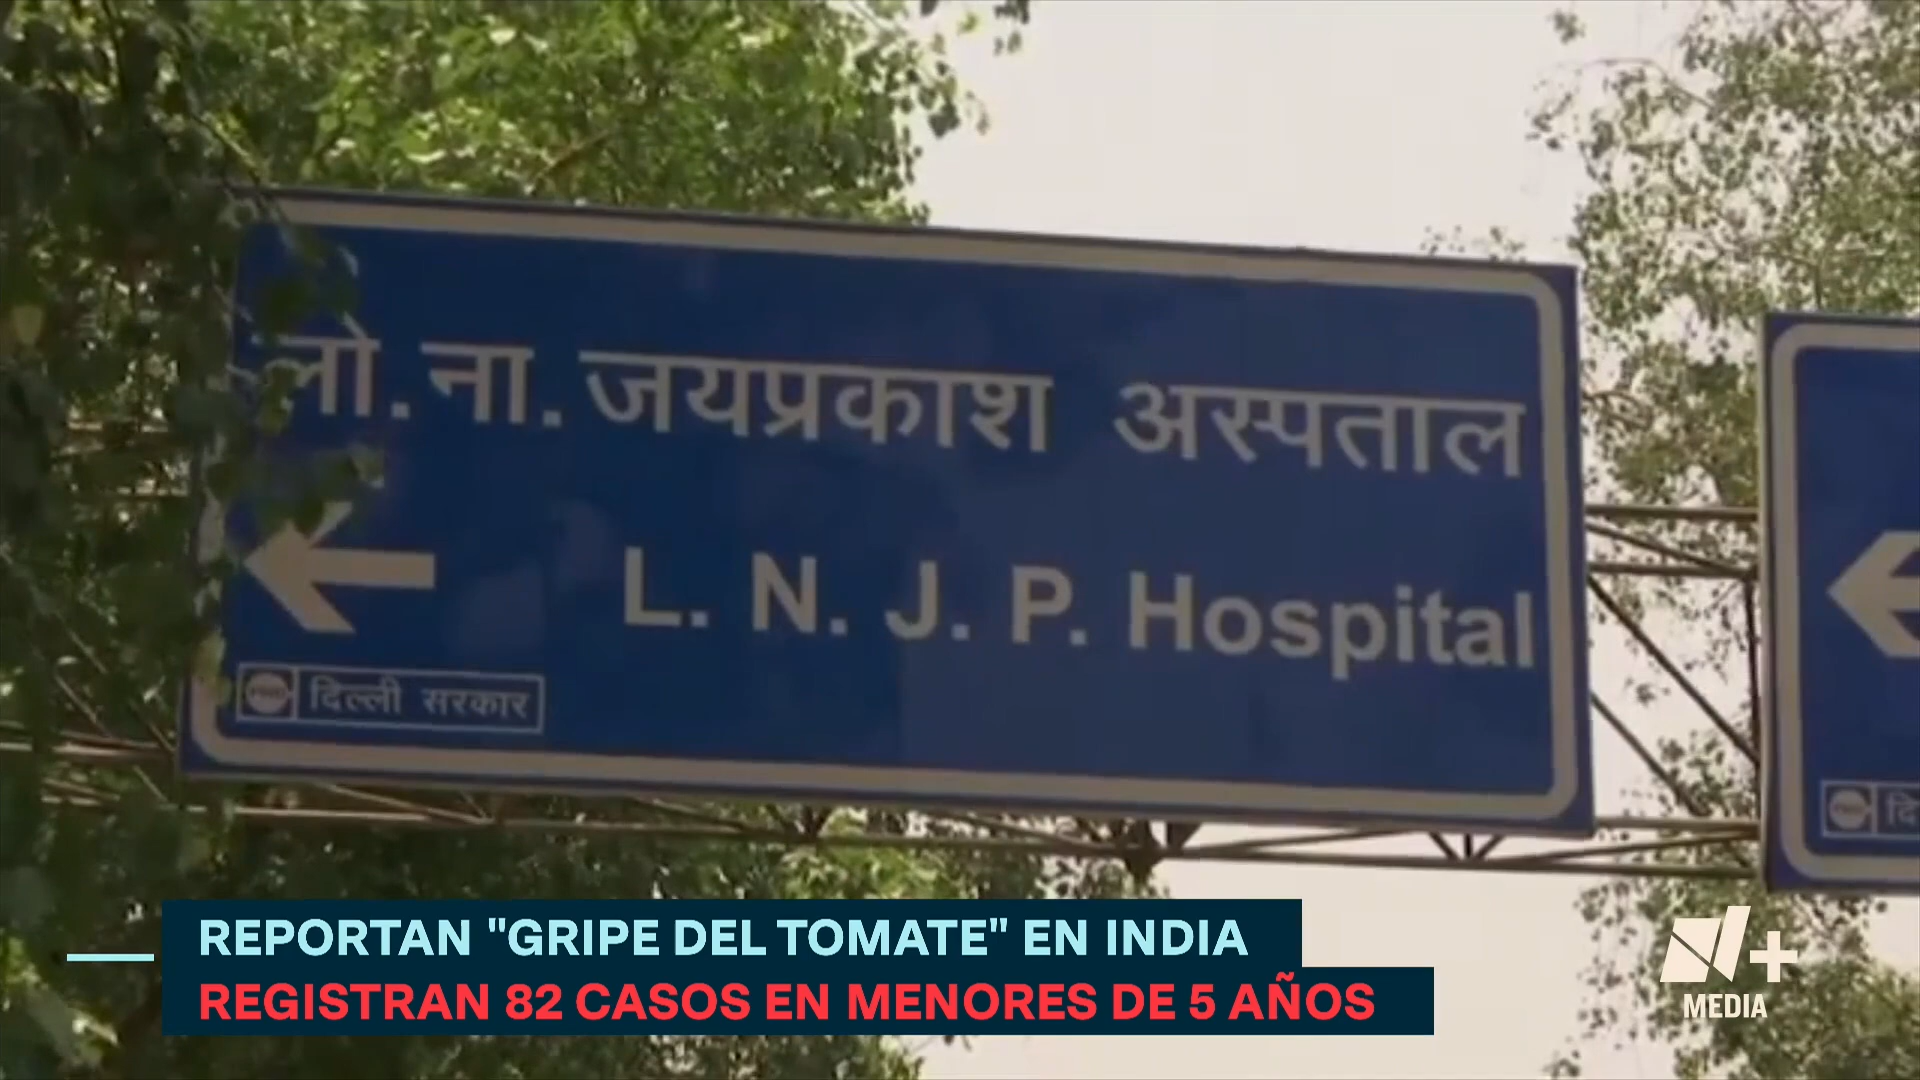 लो. ना. जयप्रकाश अस्पताल
L. N. J. P. Hospital
दिल्ली सरकार
दि
REPORTAN "GRIPE DEL TOMATE" EN INDIA
REGISTRAN 82 CASOS EN MENORES DE 5 AÑOS
N+
MEDIA